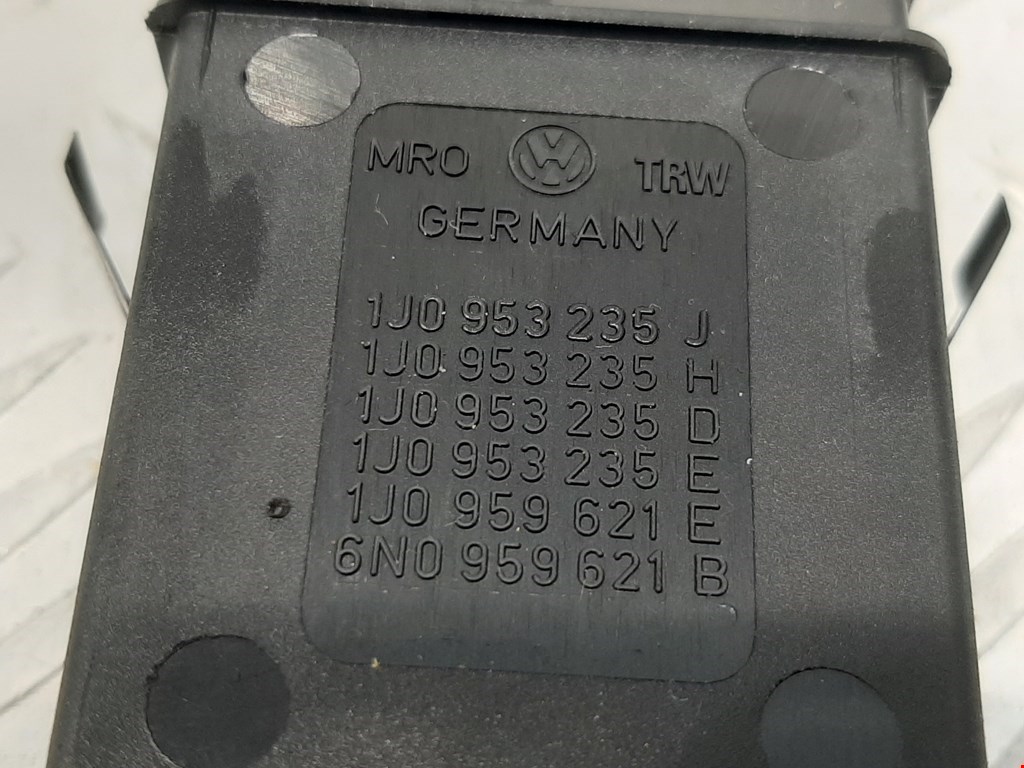 MRO VW TRW
GERMANY
1J0 953 235 J
1J0 953 235 H
1J0 953 235 D
1J0 953 235 E
1J0 959 621 E
6N0 959 621 B